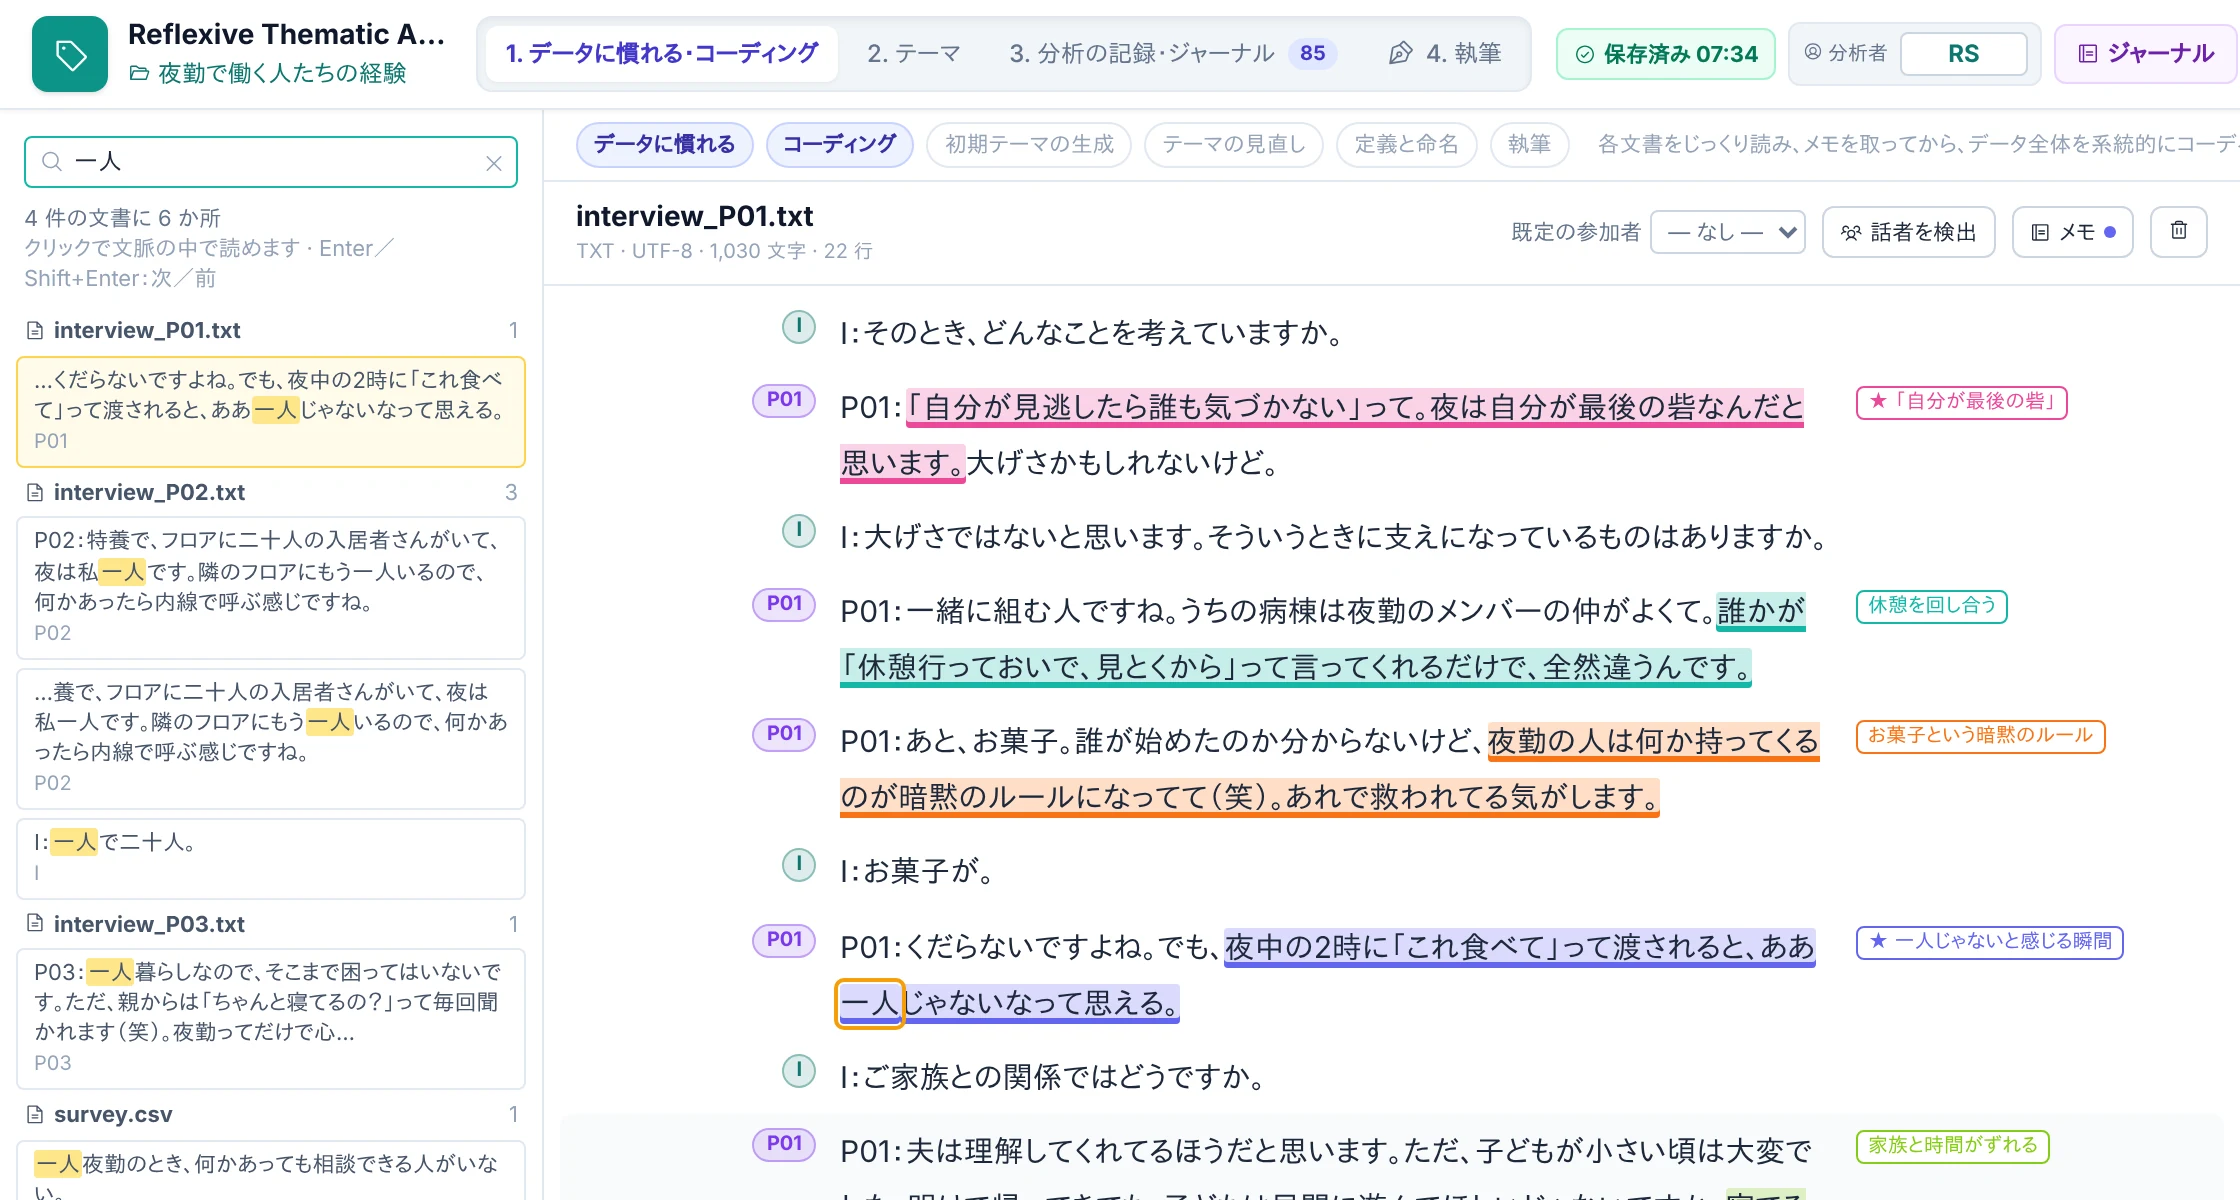 Reflexive Thematic A...
夜勤で働く人たちの経験
1. データに慣れる·コーディング
2. テーマ
3. 分析の記録·ジャーナル 85
4. 執筆
保存済み 07:34
分析者 RS
ジャーナル
一人
4 件の文書に 6 か所
クリックで文脈の中で読めます · Enter／
Shift+Enter：次／前
interview_P01.txt 1
…くだらないですよね。でも、夜中の2時に「これ食べ
て」って渡されると、ああ一人じゃないなって思える。
P01
interview_P02.txt 3
P02：特養で、フロアに二十人の入居者さんがいて、
夜は私一人です。隣のフロアにもう一人いるので、
何かあったら内線で呼ぶ感じですね。
P02
…養で、フロアに二十人の入居者さんがいて、夜は
私一人です。隣のフロアにもう一人いるので、何かあ
ったら内線で呼ぶ感じですね。
P02
I：一人で二十人。
I
interview_P03.txt 1
P03：一人暮らしなので、そこまで困ってはいないで
す。ただ、親からは「ちゃんと寝てるの？」って毎回聞
かれます（笑）。夜勤ってだけで心…
P03
survey.csv 1
一人夜勤のとき、何かあっても相談できる人がいな
い。
データに慣れる
コーディング
初期テーマの生成
テーマの見直し
定義と命名
執筆
各文書をじっくり読み、メモを取ってから、データ全体を系統的にコーデ
interview_P01.txt
TXT · UTF-8 · 1,030 文字 · 22 行
既定の参加者
— なし —
話者を検出
メモ
I
I：そのとき、どんなことを考えていますか。
P01
P01：「自分が見逃したら誰も気づかない」って。夜は自分が最後の砦なんだと
思います。大げさかもしれないけど。
★「自分が最後の砦」
I
I：大げさではないと思います。そういうときに支えになっているものはありますか。
P01
P01：一緒に組む人ですね。うちの病棟は夜勤のメンバーの仲がよくて。誰かが
「休憩行っておいで、見とくから」って言ってくれるだけで、全然違うんです。
休憩を回し合う
P01
P01：あと、お菓子。誰が始めたのか分からないけど、夜勤の人は何か持ってくる
のが暗黙のルールになってて（笑）。あれで救われてる気がします。
お菓子という暗黙のルール
I
I：お菓子が。
P01
P01：くだらないですよね。でも、夜中の2時に「これ食べて」って渡されると、ああ
一人じゃないなって思える。
★ 一人じゃないと感じる瞬間
I
I：ご家族との関係ではどうですか。
P01
P01：夫は理解してくれてるほうだと思います。ただ、子どもが小さい頃は大変で
家族と時間がずれる